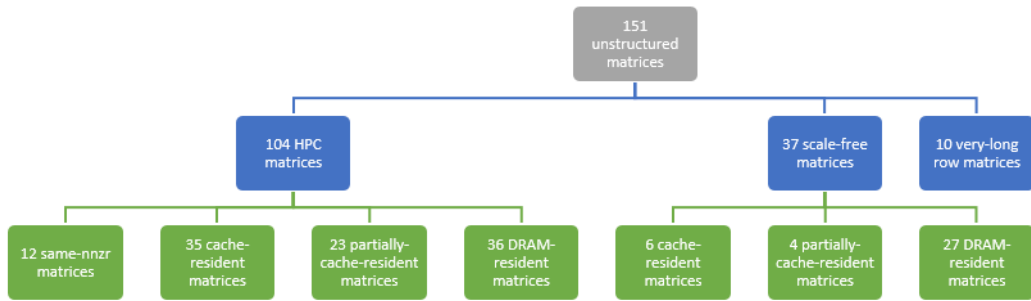 151
unstructured
matrices
104 HPC
matrices
37 scale-free
matrices
10 very-long
row matrices
12 same-nnzr
matrices
35 cache-
resident
matrices
23 partially-
cache-resident
matrices
36 DRAM-
resident
matrices
6 cache-
resident
matrices
4 partially-
cache-resident
matrices
27 DRAM-
resident
matrices